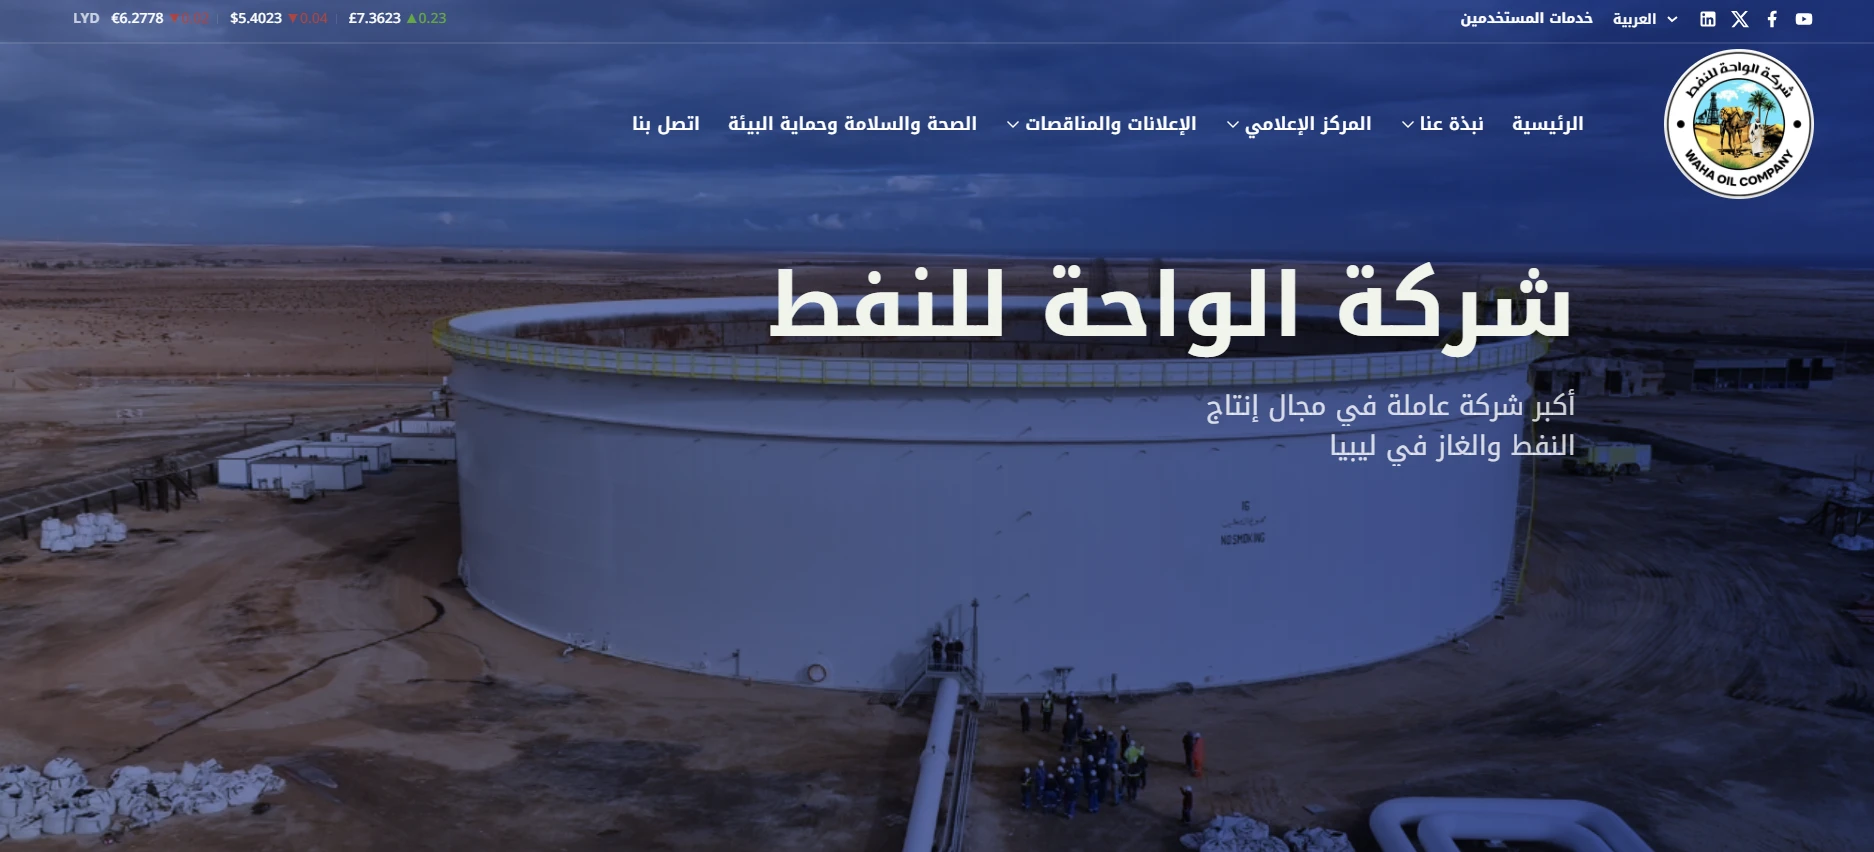 خدمات المستخدمين
العربية
LYD €6.2778 $5.4023 ▼0.04 £7.3623 ▲0.23
شركة الواحة للنفط
WAHA OIL COMPANY
الرئيسية
نبذة عنا
المركز الإعلامي
الإعلانات والمناقصات
الصحة والسلامة وحماية البيئة
اتصل بنا
شركة الواحة للنفط
أكبر شركة عاملة في مجال إنتاج
النفط والغاز في ليبيا
16
NO SMOKING